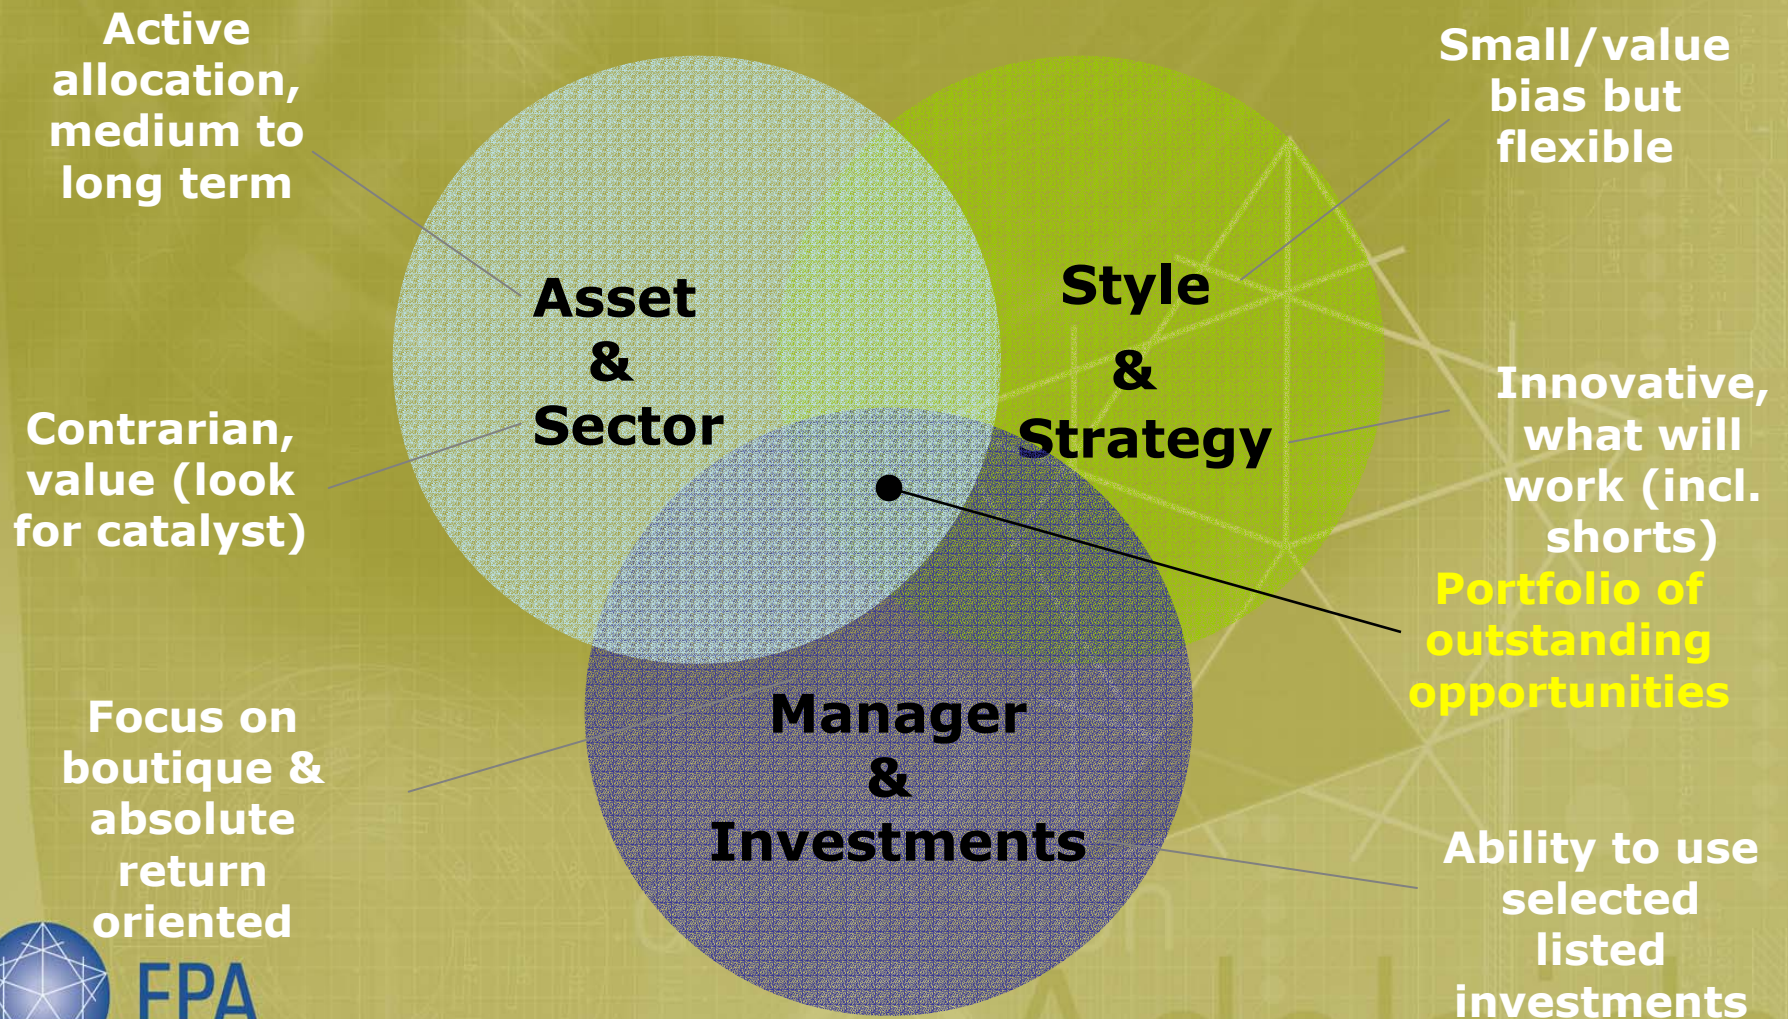 Active
allocation,
medium to
long term
Small/value
bias but
flexible
Asset
&
Sector
Style
&
Strategy
Contrarian,
value (look
for catalyst)
Innovative,
what will
work (incl.
shorts)
Portfolio of
outstanding
opportunities
Focus on
boutique &
absolute
return
oriented
Manager
&
Investments
Ability to use
selected
listed
investments
FPA